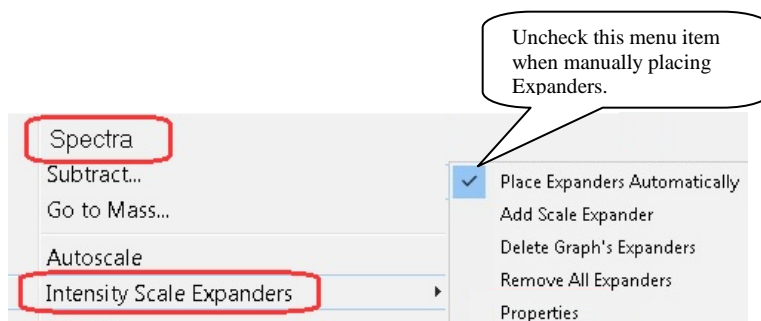 Uncheck this menu item
when manually placing
Expanders.
Spectra
Subtract...
Go to Mass...
Autoscale
Intensity Scale Expanders
Place Expanders Automatically
Add Scale Expander
Delete Graph's Expanders
Remove All Expanders
Properties